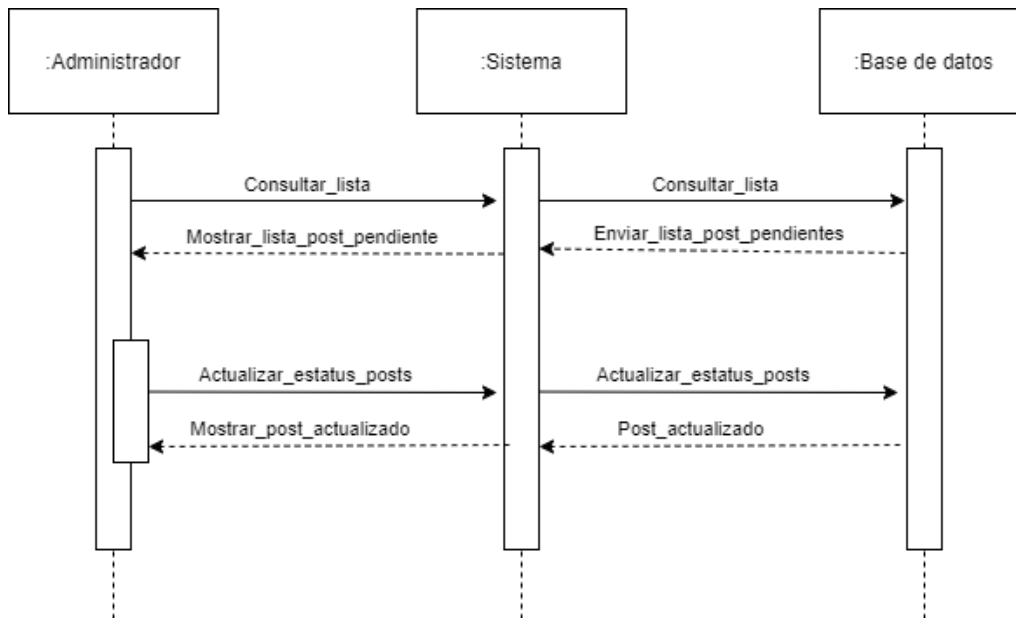 :Administrador
:Sistema
:Base de datos
Consultar_lista
Consultar_lista
Mostrar_lista_post_pendiente
Enviar_lista_post_pendientes
Actualizar_estatus_posts
Actualizar_estatus_posts
Mostrar_post_actualizado
Post_actualizado